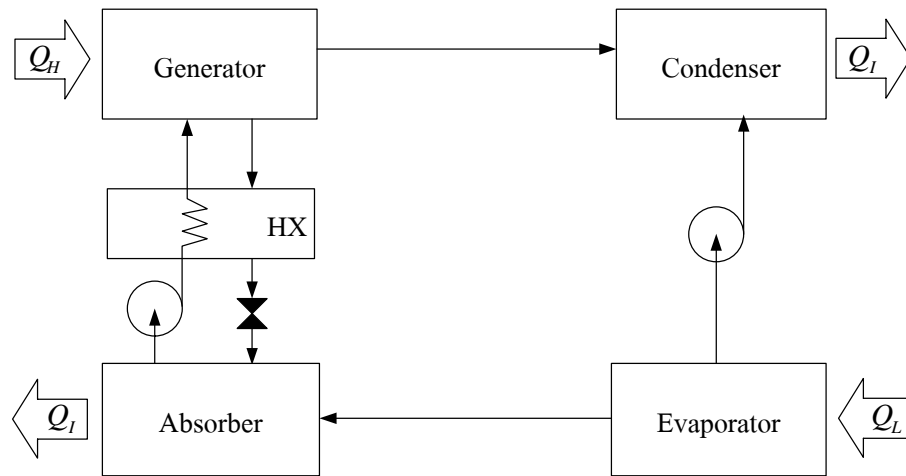 Q_H
Generator
Condenser
Q_I
HX
Q_I
Absorber
Evaporator
Q_L